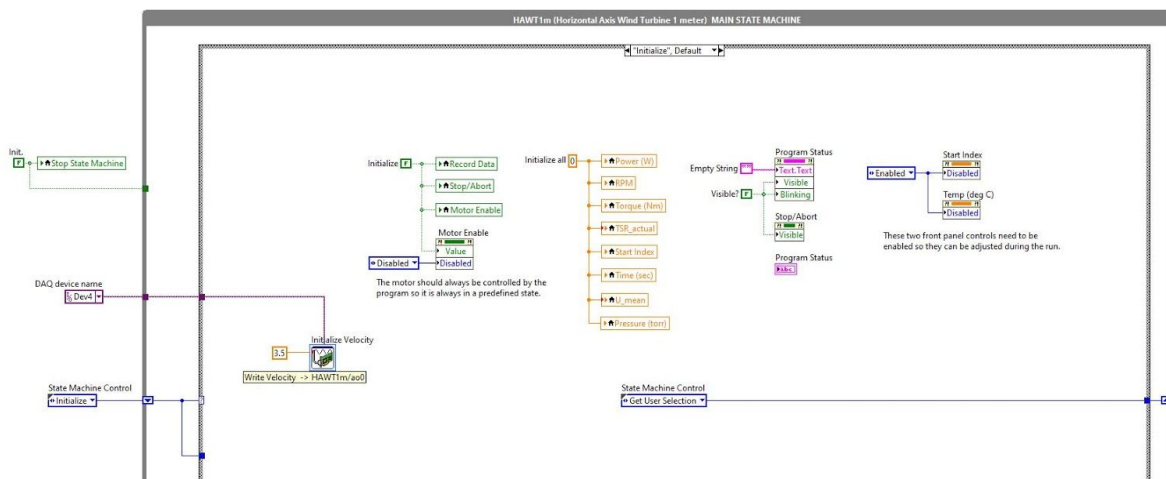 HAWT1m (Horizontal Axis Wind Turbine 1 meter) MAIN STATE MACHINE
"Initialize", Default
Init.
F
Stop State Machine
Initialize
F
Record Data
Stop/Abort
Motor Enable
Motor Enable
Value
Disabled
Disabled
The motor should always be controlled by the
program so it is always in a predefined state.
Initialize all
0
Power (W)
RPM
Torque (Nm)
TSR_actual
Start Index
Time (sec)
U_mean
Pressure (torr)
Program Status
Empty String
Text.Text
Visible?
F
Visible
Blinking
Stop/Abort
Visible
Program Status
abc
Start Index
Enabled
Disabled
Temp (deg C)
Disabled
These two front panel controls need to be
enabled so they can be adjusted during the run.
DAQ device name
Dev4
Initialize Velocity
3.5
Write Velocity -> HAWT1m/ao0
State Machine Control
Initialize
State Machine Control
Get User Selection